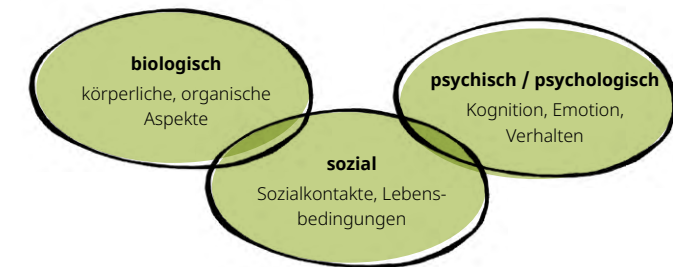 biologisch
körperliche, organische
Aspekte
psychisch / psychologisch
Kognition, Emotion,
Verhalten
sozial
Sozialkontakte, Lebens-
bedingungen